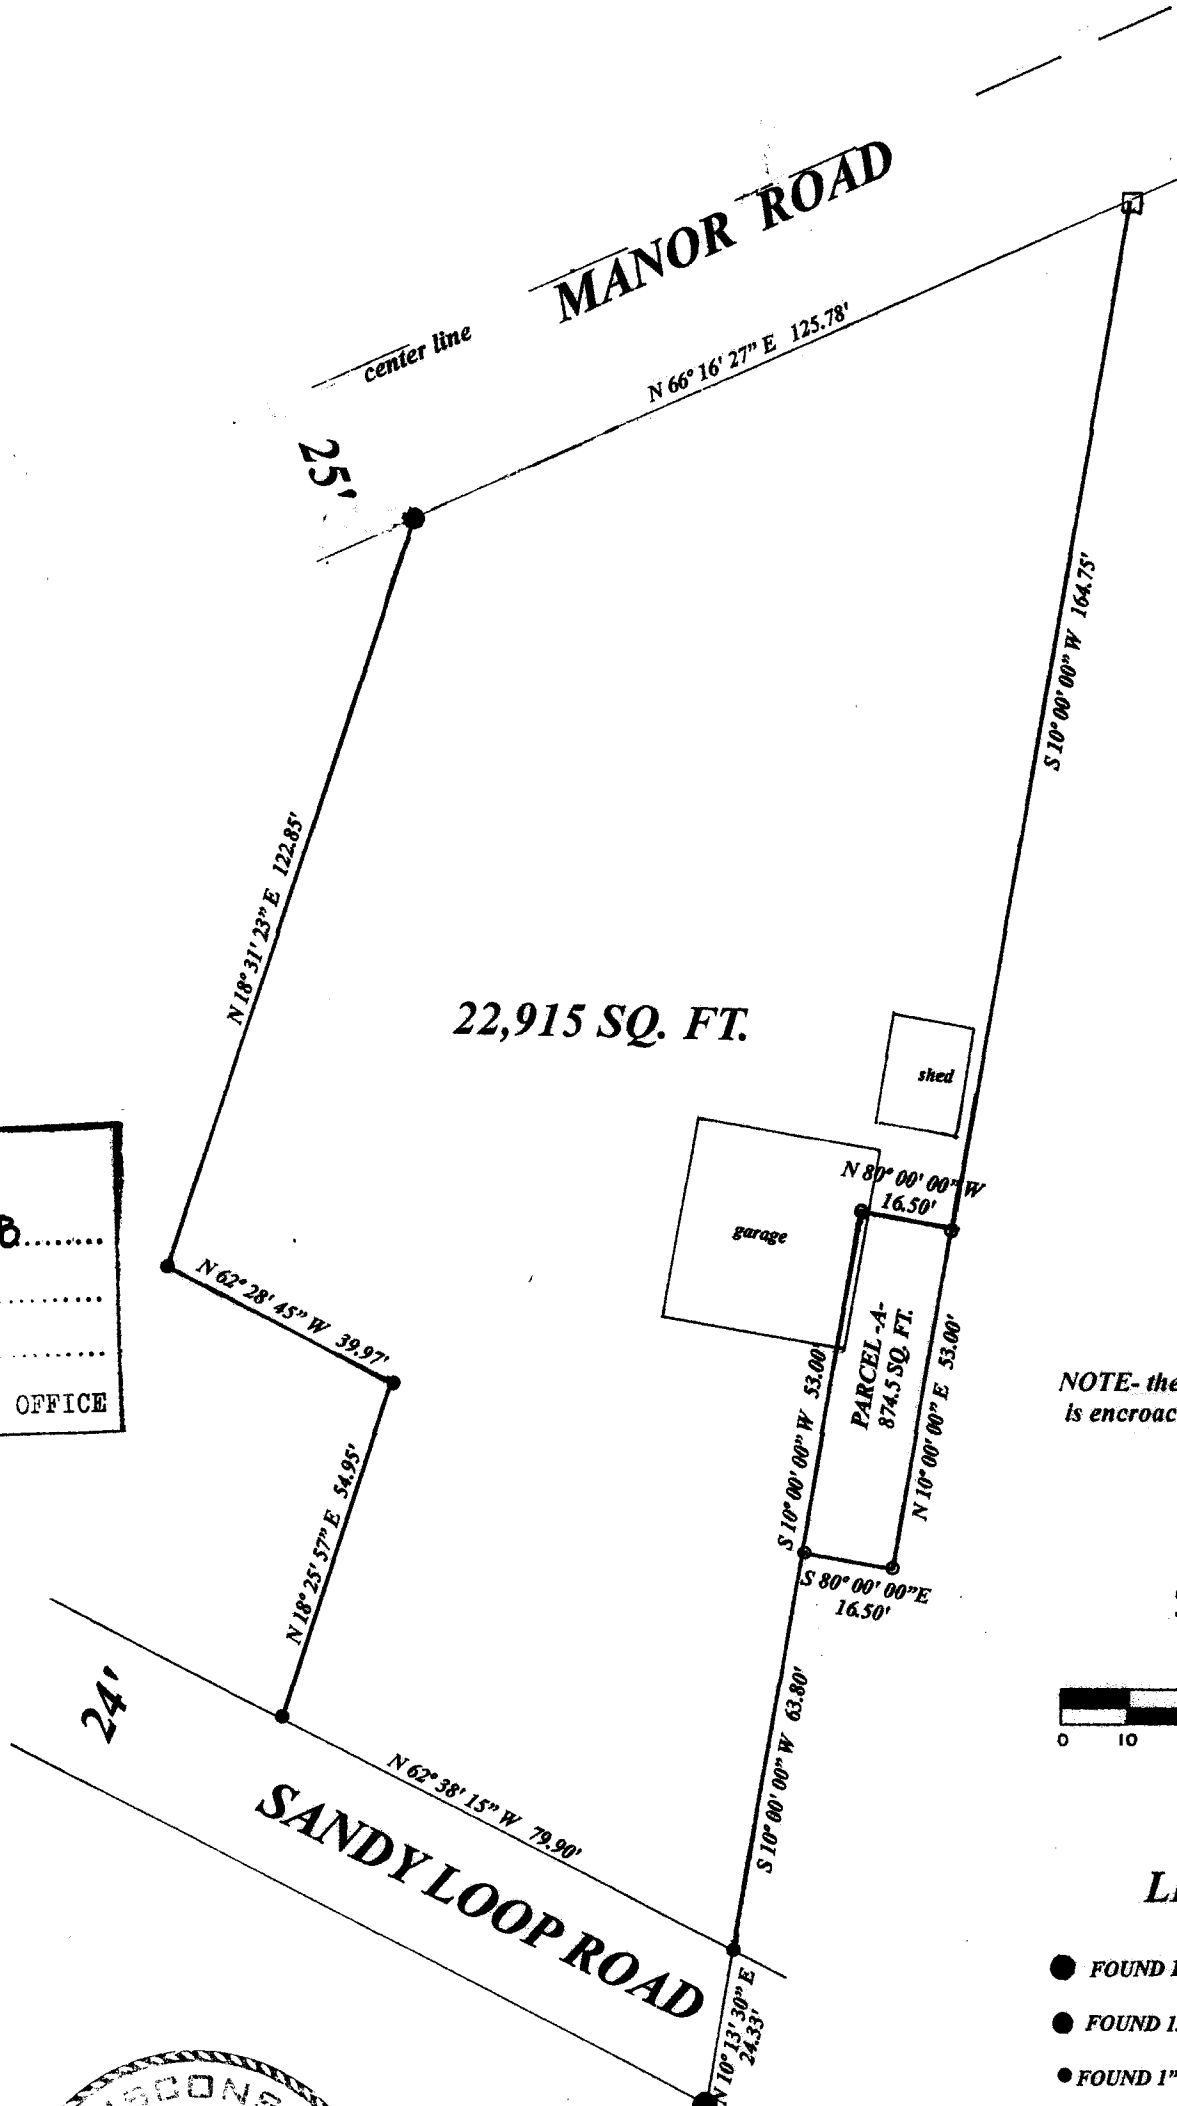 MANOR ROAD
center line
N 66° 16' 27" E 125.78'
25'
S 10° 00' 00" W 164.75'
N 18° 31' 23" E 122.85'
22,915 SQ. FT.
shed
N 80° 00' 00" W
16.50'
garage
B
N 62° 28' 45" W 39.97'
PARCEL -A-
874.5 SQ. FT.
S 10° 00' 00" W 53.00'
N 10° 00' 00" E 53.00'
NOTE- the
is encroac
OFFICE
N 18° 25' 57" E 54.95'
S 80° 00' 00"E
16.50'
24'
S 10° 00' 00" W 63.80'
0 10
N 62° 38' 15" W 79.90'
SANDY LOOP ROAD
N 10° 13' 30" E
24.33'
FOUND 1
FOUND 1
FOUND 1"
SCONS